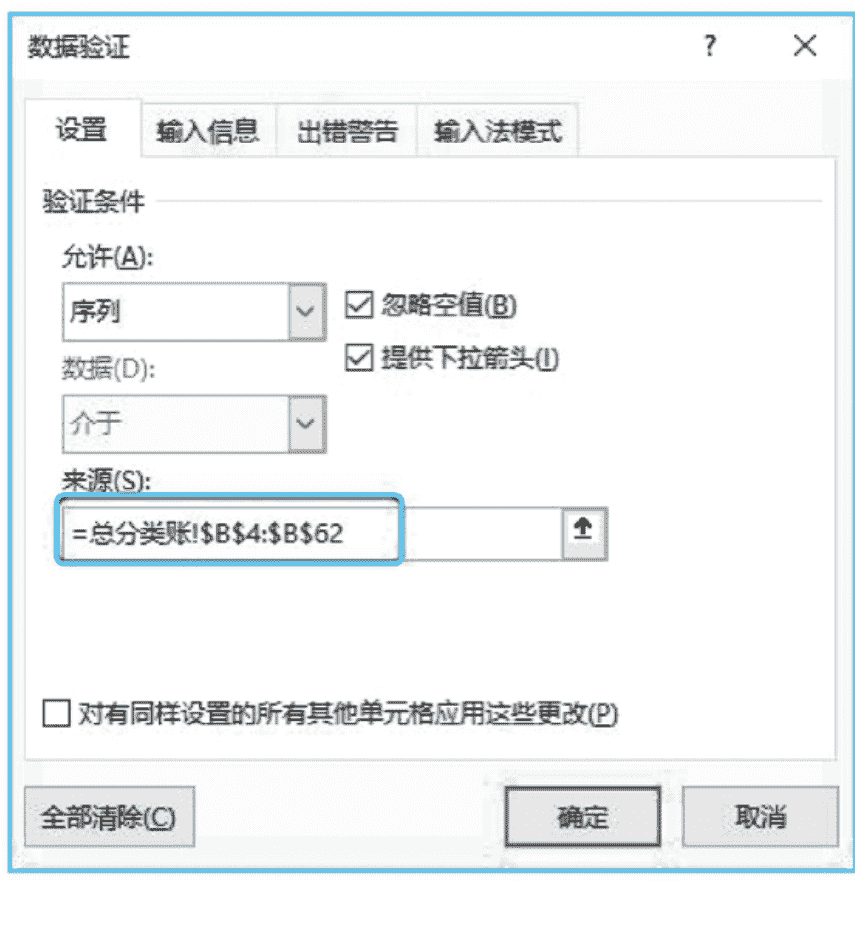 数据验证 ? ×
设置 输入信息 出错警告 输入法模式
验证条件
允许(A):
序列
忽略空值(B)
数据(D):
提供下拉箭头(I)
介于
来源(S):
=总分类账!$B$4:$B$62
对有同样设置的所有其他单元格应用这些更改(P)
全部清除(C) 确定 取消